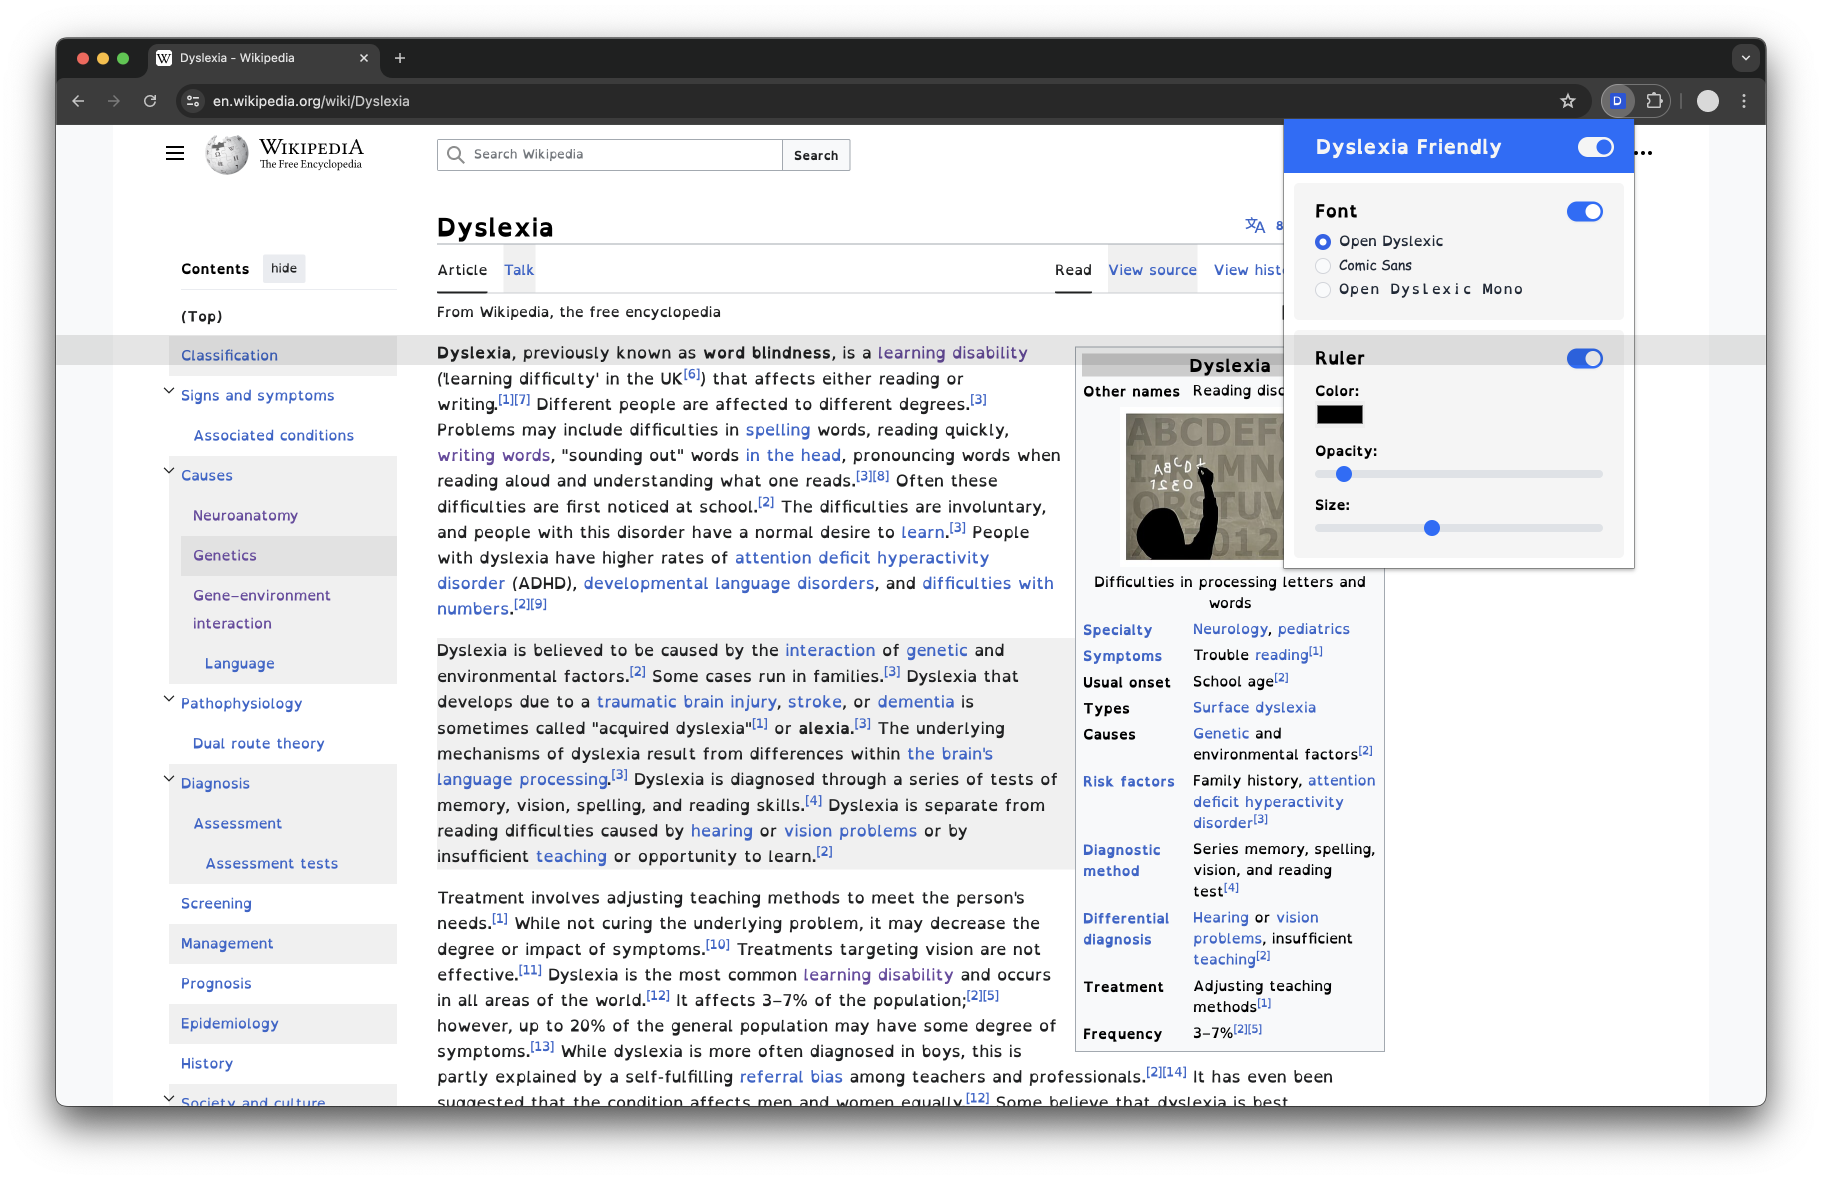 Dyslexia - Wikipedia
en.wikipedia.org/wiki/Dyslexia
D
WIKIPEDIA
The Free Encyclopedia
Search Wikipedia
Search
Dyslexia Friendly
Font
Open Dyslexic
Comic Sans
Open Dyslexic Mono
Ruler
Color:
Opacity:
Size:
Contents
hide
(Top)
Classification
Signs and symptoms
Associated conditions
Causes
Neuroanatomy
Genetics
Gene–environment
interaction
Language
Pathophysiology
Dual route theory
Diagnosis
Assessment
Assessment tests
Screening
Management
Prognosis
Epidemiology
History
Society and culture
Dyslexia
文A 8
Article Talk
Read View source View hist
From Wikipedia, the free encyclopedia
Dyslexia, previously known as word blindness, is a learning disability
('learning difficulty' in the UK[6]) that affects either reading or
writing.[1][7] Different people are affected to different degrees.[3]
Problems may include difficulties in spelling words, reading quickly,
writing words, "sounding out" words in the head, pronouncing words when
reading aloud and understanding what one reads.[3][8] Often these
difficulties are first noticed at school.[2] The difficulties are involuntary,
and people with this disorder have a normal desire to learn.[3] People
with dyslexia have higher rates of attention deficit hyperactivity
disorder (ADHD), developmental language disorders, and difficulties with
numbers.[2][9]
Dyslexia is believed to be caused by the interaction of genetic and
environmental factors.[2] Some cases run in families.[3] Dyslexia that
develops due to a traumatic brain injury, stroke, or dementia is
sometimes called "acquired dyslexia"[1] or alexia.[3] The underlying
mechanisms of dyslexia result from differences within the brain's
language processing.[3] Dyslexia is diagnosed through a series of tests of
memory, vision, spelling, and reading skills.[4] Dyslexia is separate from
reading difficulties caused by hearing or vision problems or by
insufficient teaching or opportunity to learn.[2]
Treatment involves adjusting teaching methods to meet the person's
needs.[1] While not curing the underlying problem, it may decrease the
degree or impact of symptoms.[10] Treatments targeting vision are not
effective.[11] Dyslexia is the most common learning disability and occurs
in all areas of the world.[12] It affects 3–7% of the population;[2][5]
however, up to 20% of the general population may have some degree of
symptoms.[13] While dyslexia is more often diagnosed in boys, this is
partly explained by a self-fulfilling referral bias among teachers and professionals.[2][14] It has even been
suggested that the condition affects men and women equally.[12] Some believe that dyslexia is best
Dyslexia
Other names Reading diso
ABCDEFG
ABCD
Difficulties in processing letters and
words
Specialty Neurology, pediatrics
Symptoms Trouble reading[1]
Usual onset School age[2]
Types Surface dyslexia
Causes Genetic and
environmental factors[2]
Risk factors Family history, attention
deficit hyperactivity
disorder[3]
Diagnostic Series memory, spelling,
method vision, and reading
test[4]
Differential Hearing or vision
diagnosis problems, insufficient
teaching[2]
Treatment Adjusting teaching
methods[1]
Frequency 3–7%[2][5]